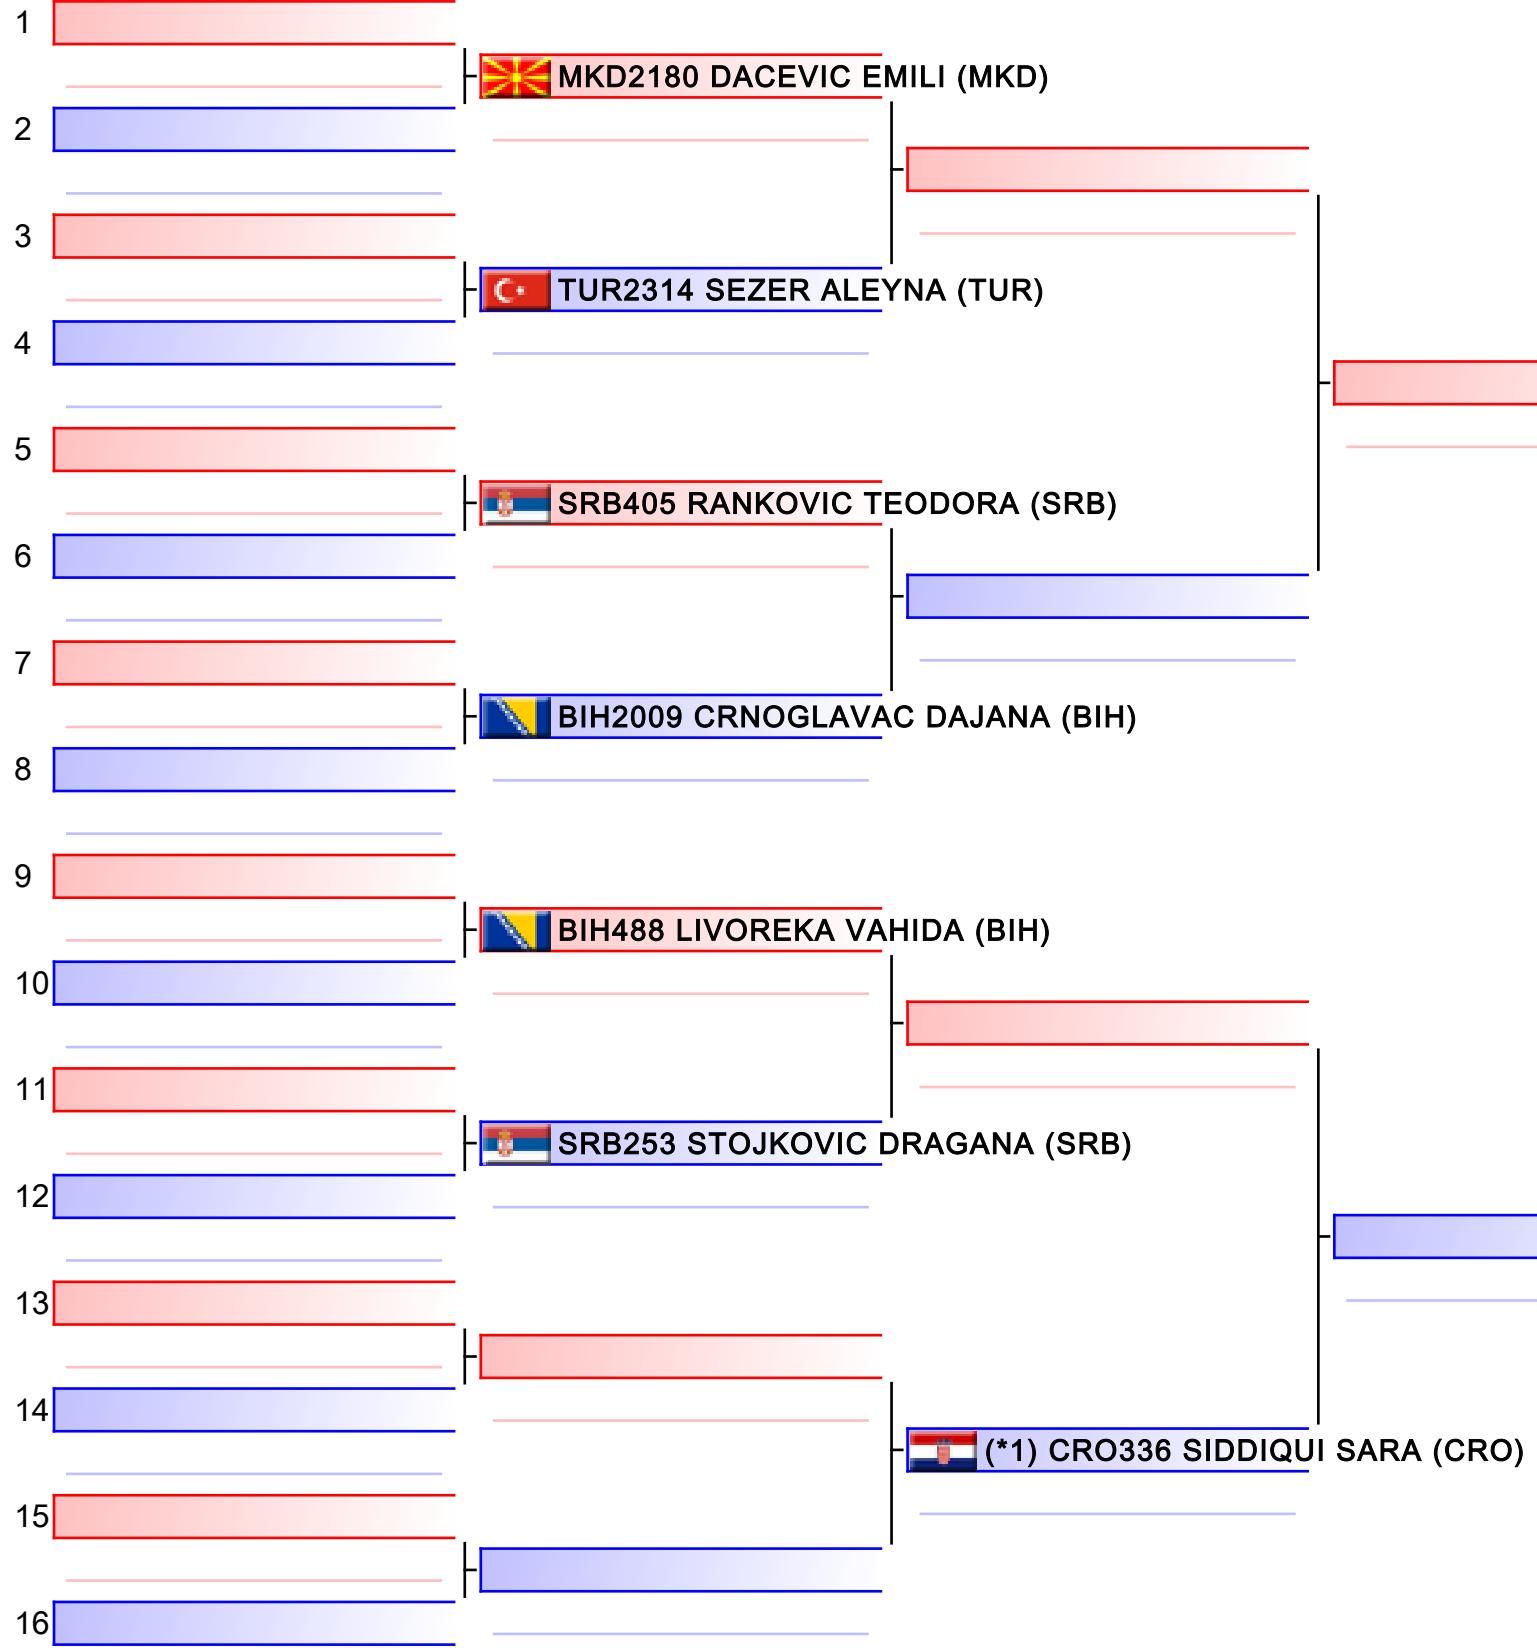 1
MKD2180 DACEVIC EMILI (MKD)
2
3
TUR2314 SEZER ALEYNA (TUR)
4
5
SRB405 RANKOVIC TEODORA (SRB)
6
7
BIH2009 CRNOGLAVAC DAJANA (BIH)
8
9
BIH488 LIVOREKA VAHIDA (BIH)
10
11
SRB253 STOJKOVIC DRAGANA (SRB)
12
13
14
(*1) CRO336 SIDDIQUI SARA (CRO)
15
16